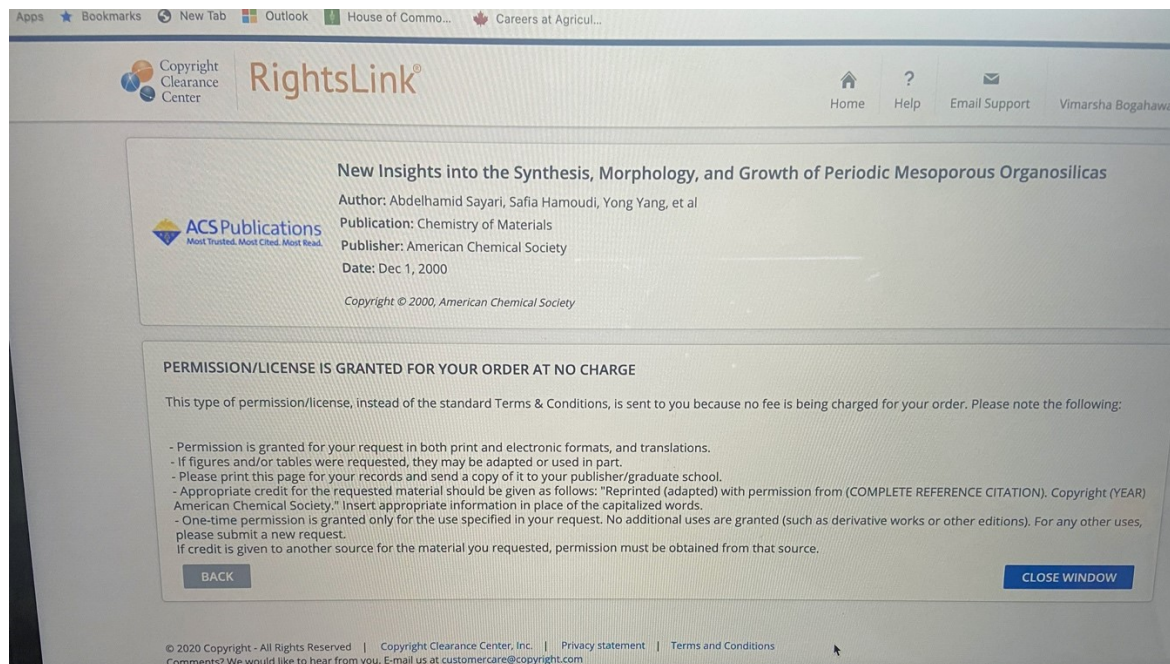 Apps Bookmarks New Tab Outlook House of Commo... Careers at Agricul...
Copyright
Clearance
Center
RightsLink®
Home Help Email Support Vimarsha
New Insights into the Synthesis, Morphology, and Growth of Periodic Mesoporous Organosilicas
Author: Abdelhamid Sayari, Safia Hamoudi, Yong Yang, et al
ACS Publications
Most Trusted. Most Cited. Most Read.
Publication: Chemistry of Materials
Publisher: American Chemical Society
Date: Dec 1, 2000
Copyright © 2000, American Chemical Society
PERMISSION/LICENSE IS GRANTED FOR YOUR ORDER AT NO CHARGE
This type of permission/license, instead of the standard Terms & Conditions, is sent to you because no fee is being charged for your order. Please note the following:
- Permission is granted for your request in both print and electronic formats, and translations.
- If figures and/or tables were requested, they may be adapted or used in part.
- Please print this page for your records and send a copy of it to your publisher/graduate school.
- Appropriate credit for the requested material should be given as follows: "Reprinted (adapted) with permission from (COMPLETE REFERENCE CITATION). Copyright (YEAR)
American Chemical Society." Insert appropriate information in place of the capitalized words.
- One-time permission is granted only for the use specified in your request. No additional uses are granted (such as derivative works or other editions). For any other uses,
please submit a new request.
If credit is given to another source for the material you requested, permission must be obtained from that source.
BACK CLOSE WINDOW
© 2020 Copyright - All Rights Reserved | Copyright Clearance Center, Inc. | Privacy statement | Terms and Conditions
Comments? We would like to hear from you. E-mail us at customercare@copyright.com